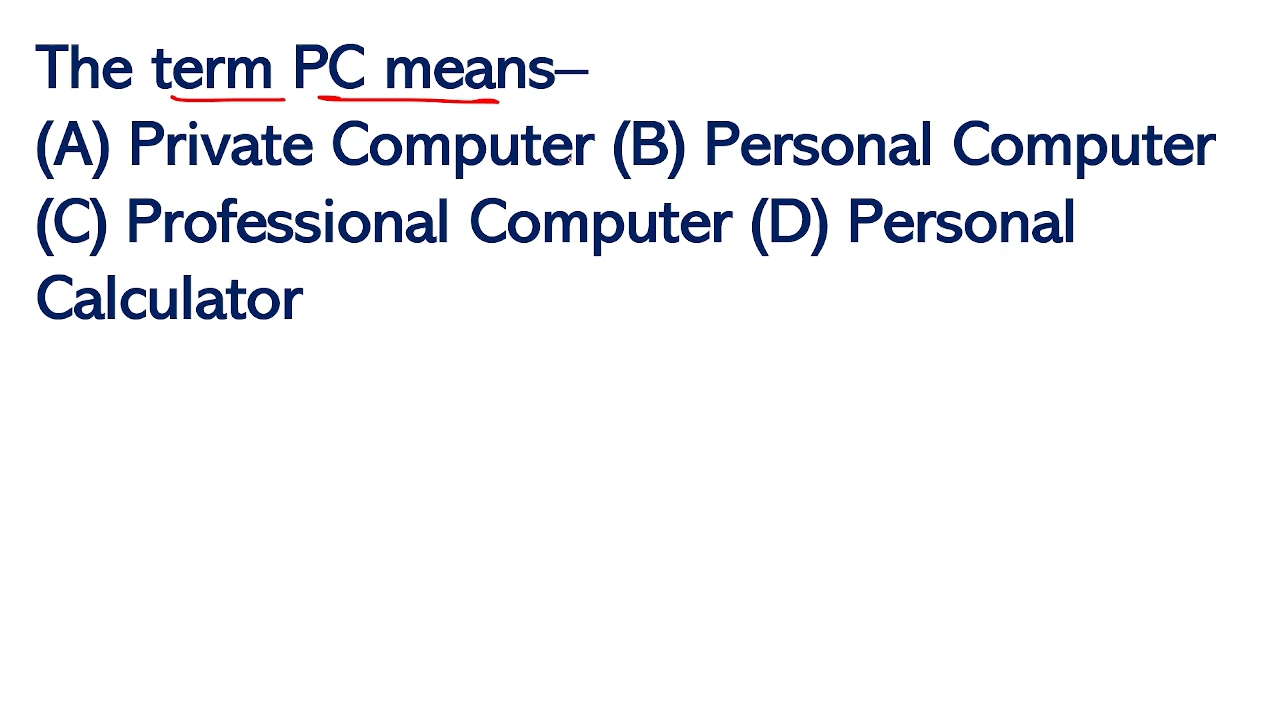 The term PC means–
(A) Private Computer (B) Personal Computer
(C) Professional Computer (D) Personal
Calculator